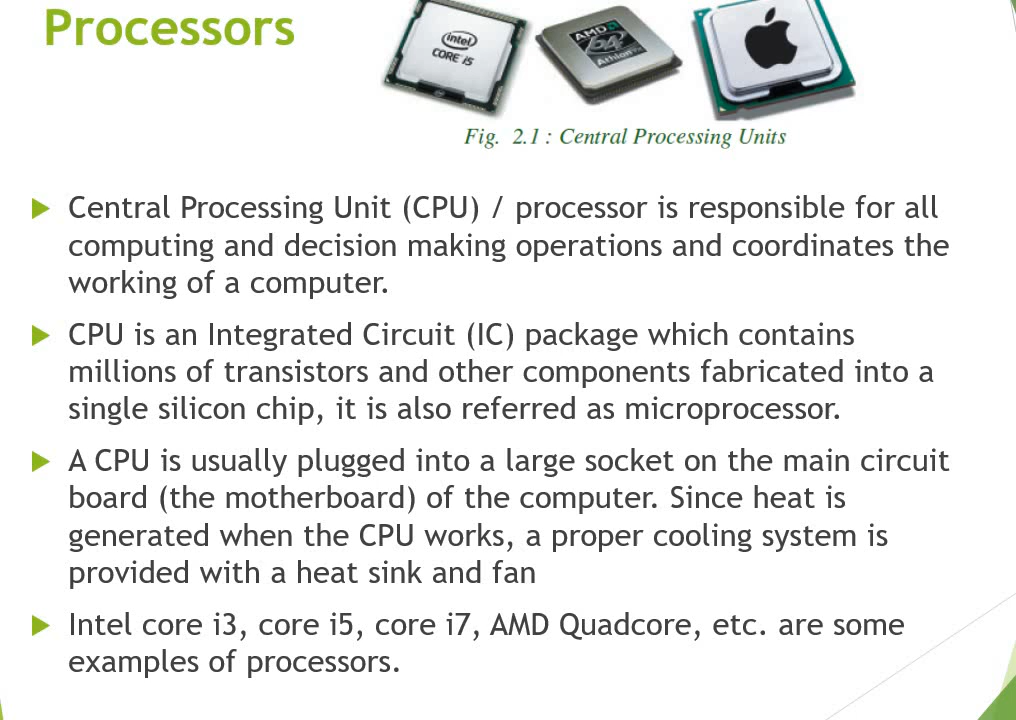 Processors
intel
CORE i5
AMD
64
Athlon
Fig. 2.1 : Central Processing Units
Central Processing Unit (CPU) / processor is responsible for all
computing and decision making operations and coordinates the
working of a computer.
CPU is an Integrated Circuit (IC) package which contains
millions of transistors and other components fabricated into a
single silicon chip, it is also referred as microprocessor.
A CPU is usually plugged into a large socket on the main circuit
board (the motherboard) of the computer. Since heat is
generated when the CPU works, a proper cooling system is
provided with a heat sink and fan
Intel core i3, core i5, core i7, AMD Quadcore, etc. are some
examples of processors.